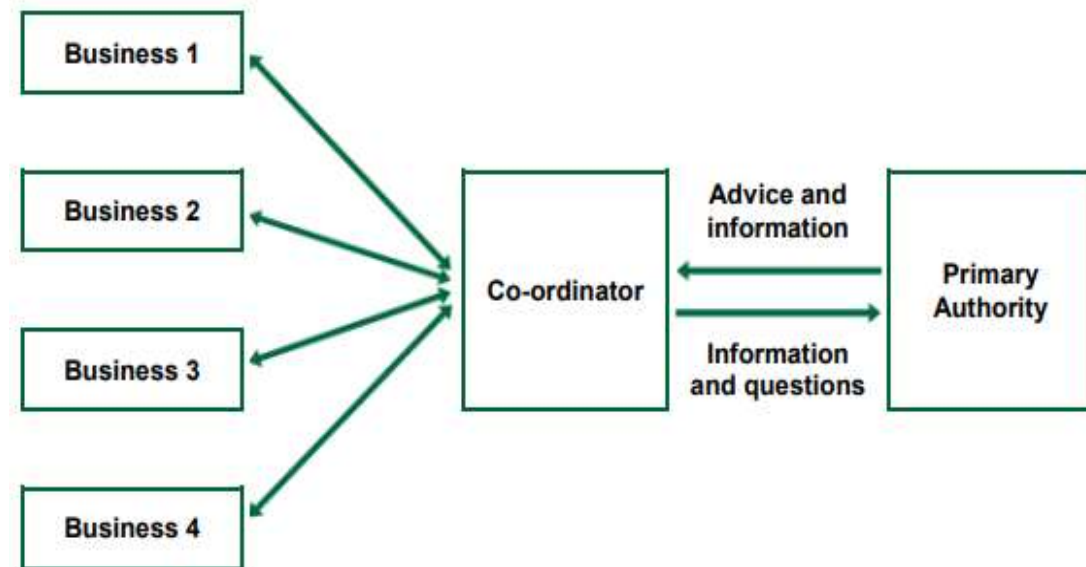 Business 1
Business 2
Business 3
Business 4
Co-ordinator
Advice and
information
Information
and questions
Primary
Authority